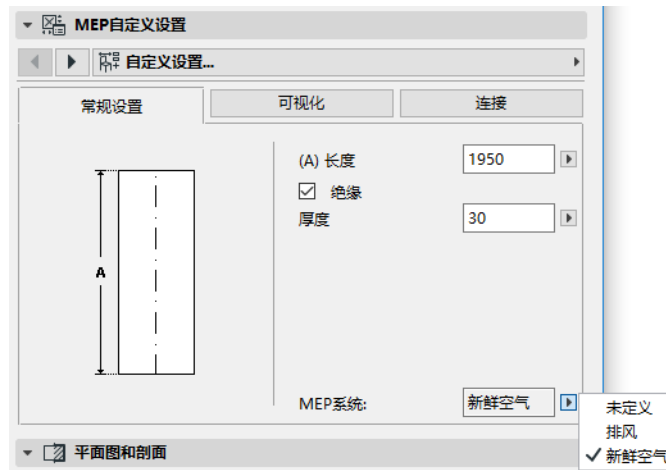 MEP自定义设置
自定义设置...
常规设置 可视化 连接
(A) 长度 1950
绝缘
厚度 30
A
MEP系统: 新鲜空气
未定义
排风
新鲜空气
平面图和剖面